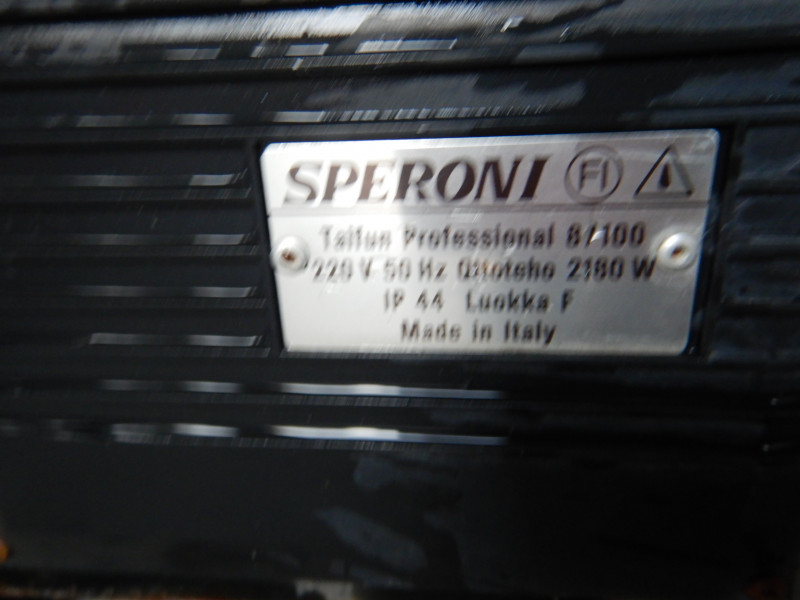 SPERONI FI
Taifun Professional 8/100
220 V 50 Hz Ottoteho 2180 W
IP 44 Luokka F
Made in Italy